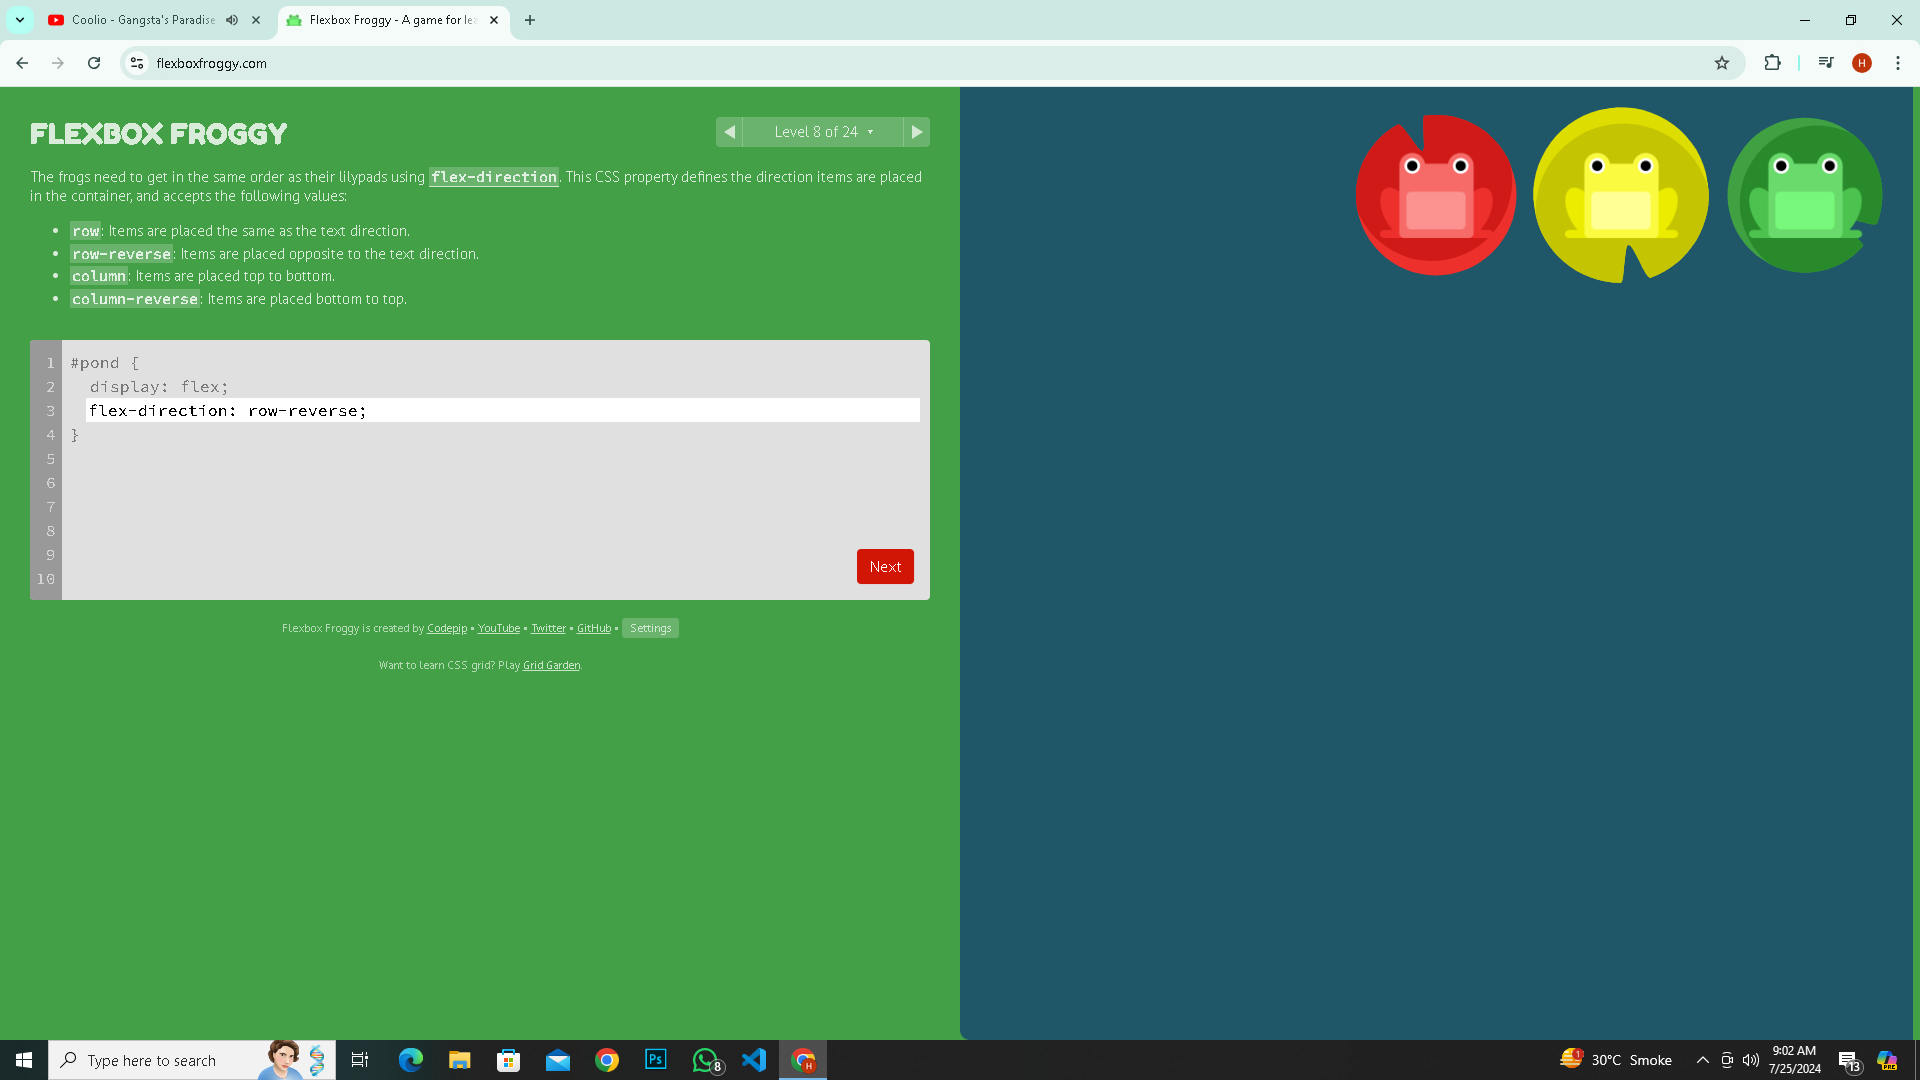 Coolio - Gangsta's Paradise
Flexbox Froggy - A game for lea
flexboxfroggy.com
H
FLEXBOX FROGGY
Level 8 of 24
The frogs need to get in the same order as their lilypads using flex-direction. This CSS property defines the direction items are placed
in the container, and accepts the following values:
• row: Items are placed the same as the text direction.
• row-reverse: Items are placed opposite to the text direction.
• column: Items are placed top to bottom.
• column-reverse: Items are placed bottom to top.
1 #pond {
2 display: flex;
3 flex-direction: row-reverse;
4 }
5
6
7
8
9
10
Next
Flexbox Froggy is created by Codepip • YouTube • Twitter • GitHub • Settings
Want to learn CSS grid? Play Grid Garden.
Type here to search
Ps
8
H
1
30°C Smoke
9:02 AM
7/25/2024
13
PRE